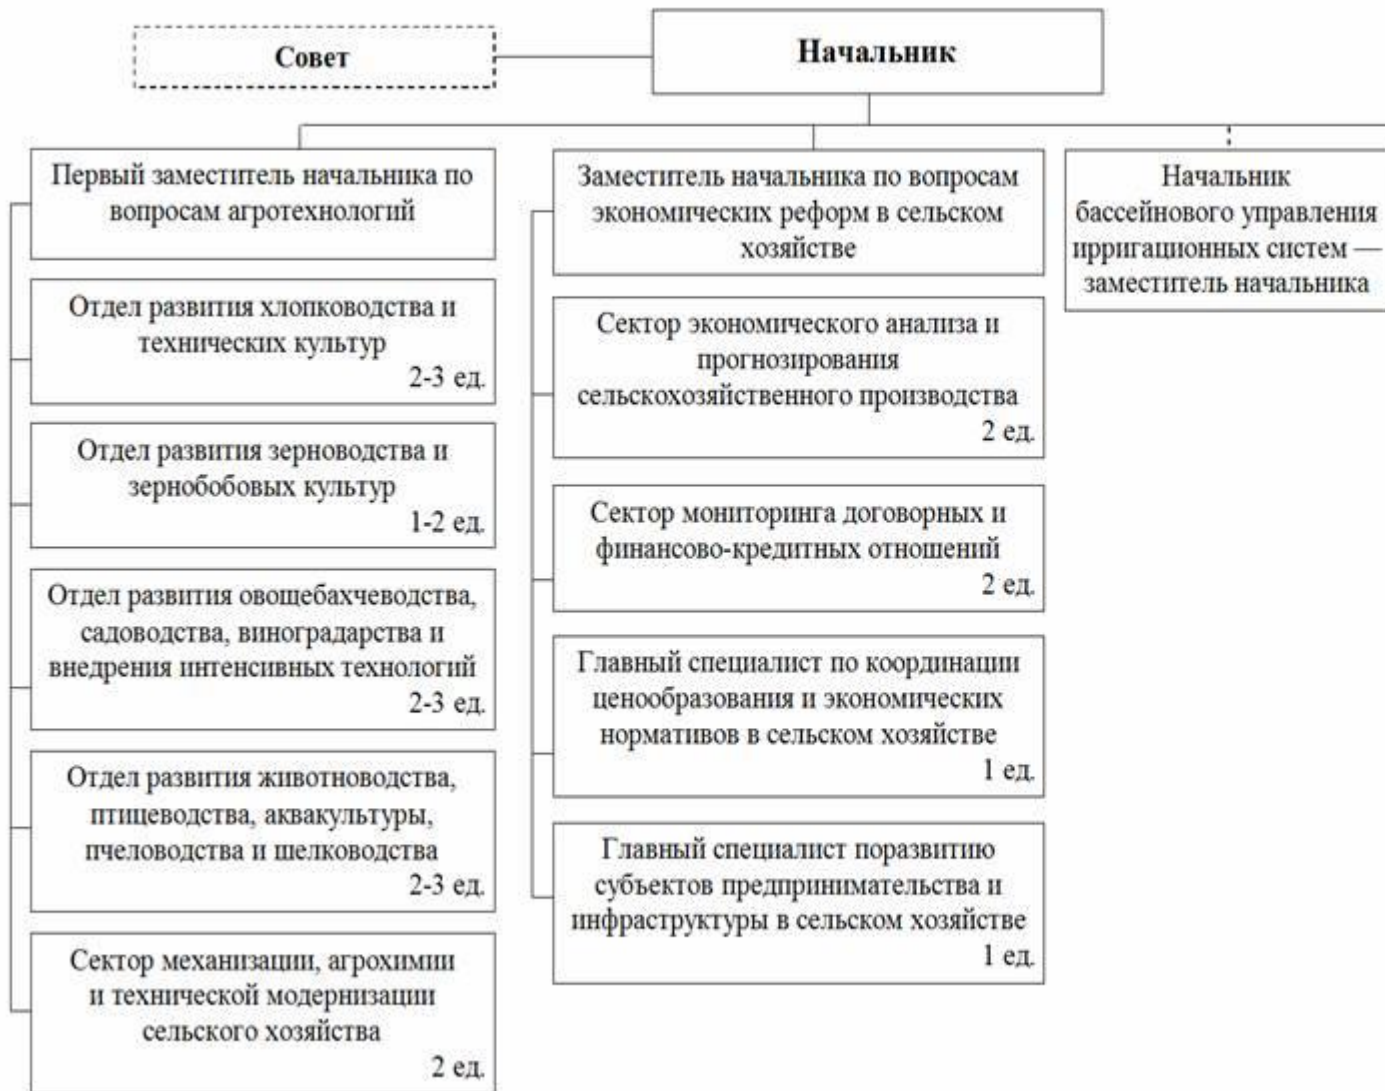 Совет
Начальник
Первый заместитель начальника по
вопросам агротехнологий
Отдел развития хлопководства и
технических культур
2-3 ед.
Отдел развития зерноводства и
зернобобовых культур
1-2 ед.
Отдел развития овощебахчеводства,
садоводства, виноградарства и
внедрения интенсивных технологий
2-3 ед.
Отдел развития животноводства,
птицеводства, аквакультуры,
пчеловодства и шелководства
2-3 ед.
Сектор механизации, агрохимии
и технической модернизации
сельского хозяйства
2 ед.
Заместитель начальника по вопросам
экономических реформ в сельском
хозяйстве
Сектор экономического анализа и
прогнозирования
сельскохозяйственного производства
2 ед.
Сектор мониторинга договорных и
финансово-кредитных отношений
2 ед.
Главный специалист по координации
ценообразования и экономических
нормативов в сельском хозяйстве
1 ед.
Главный специалист поразвитию
субъектов предпринимательства и
инфраструктуры в сельском хозяйстве
1 ед.
Начальник
бассейнового управления
ирригационных систем —
заместитель начальника